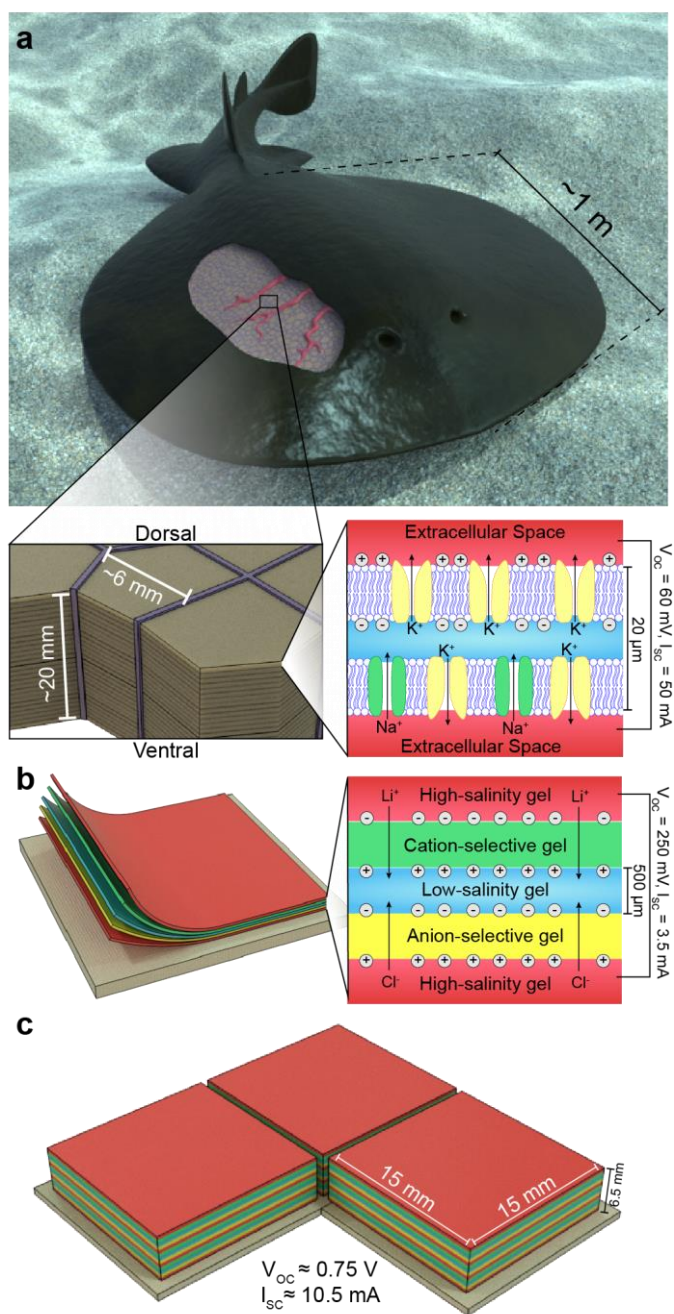 a
~1 m
Dorsal
~6 mm
~20 mm
Ventral
Extracellular Space
+ + + + + +
K⁺ K⁺ K⁺
- - - - - -
K⁺ K⁺
Na⁺ Na⁺
Extracellular Space
20 µm
V_OC = 60 mV, I_SC = 50 mA
b
Li⁺ High-salinity gel Li⁺
- - - - - - -
Cation-selective gel
+ + + + + + +
Low-salinity gel
- - - - - - -
Anion-selective gel
+ + + + + + +
Cl⁻ High-salinity gel Cl⁻
500 µm
V_OC = 250 mV, I_SC = 3.5 mA
c
15 mm
15 mm
6.5 mm
V_OC ≈ 0.75 V
I_SC ≈ 10.5 mA